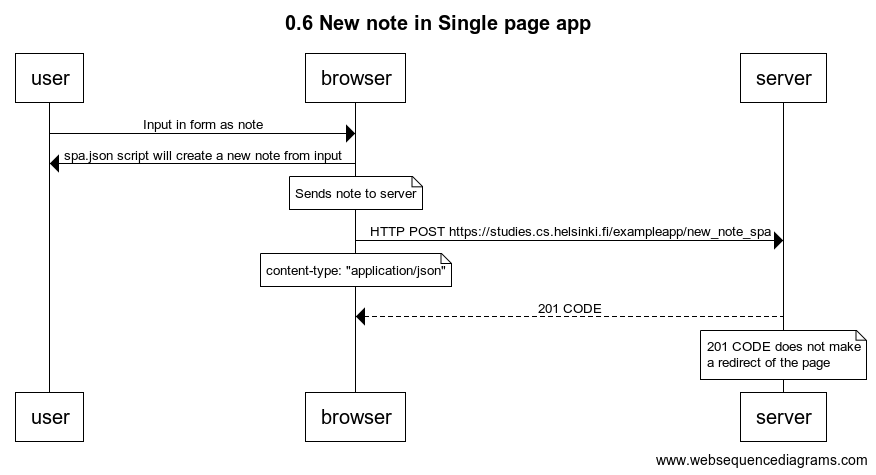 0.6 New note in Single page app
user
browser
server
Input in form as note
spa.json script will create a new note from input
Sends note to server
HTTP POST https://studies.cs.helsinki.fi/exampleapp/new_note_spa
content-type: "application/json"
201 CODE
201 CODE does not make
a redirect of the page
user
browser
server
www.websequencediagrams.com